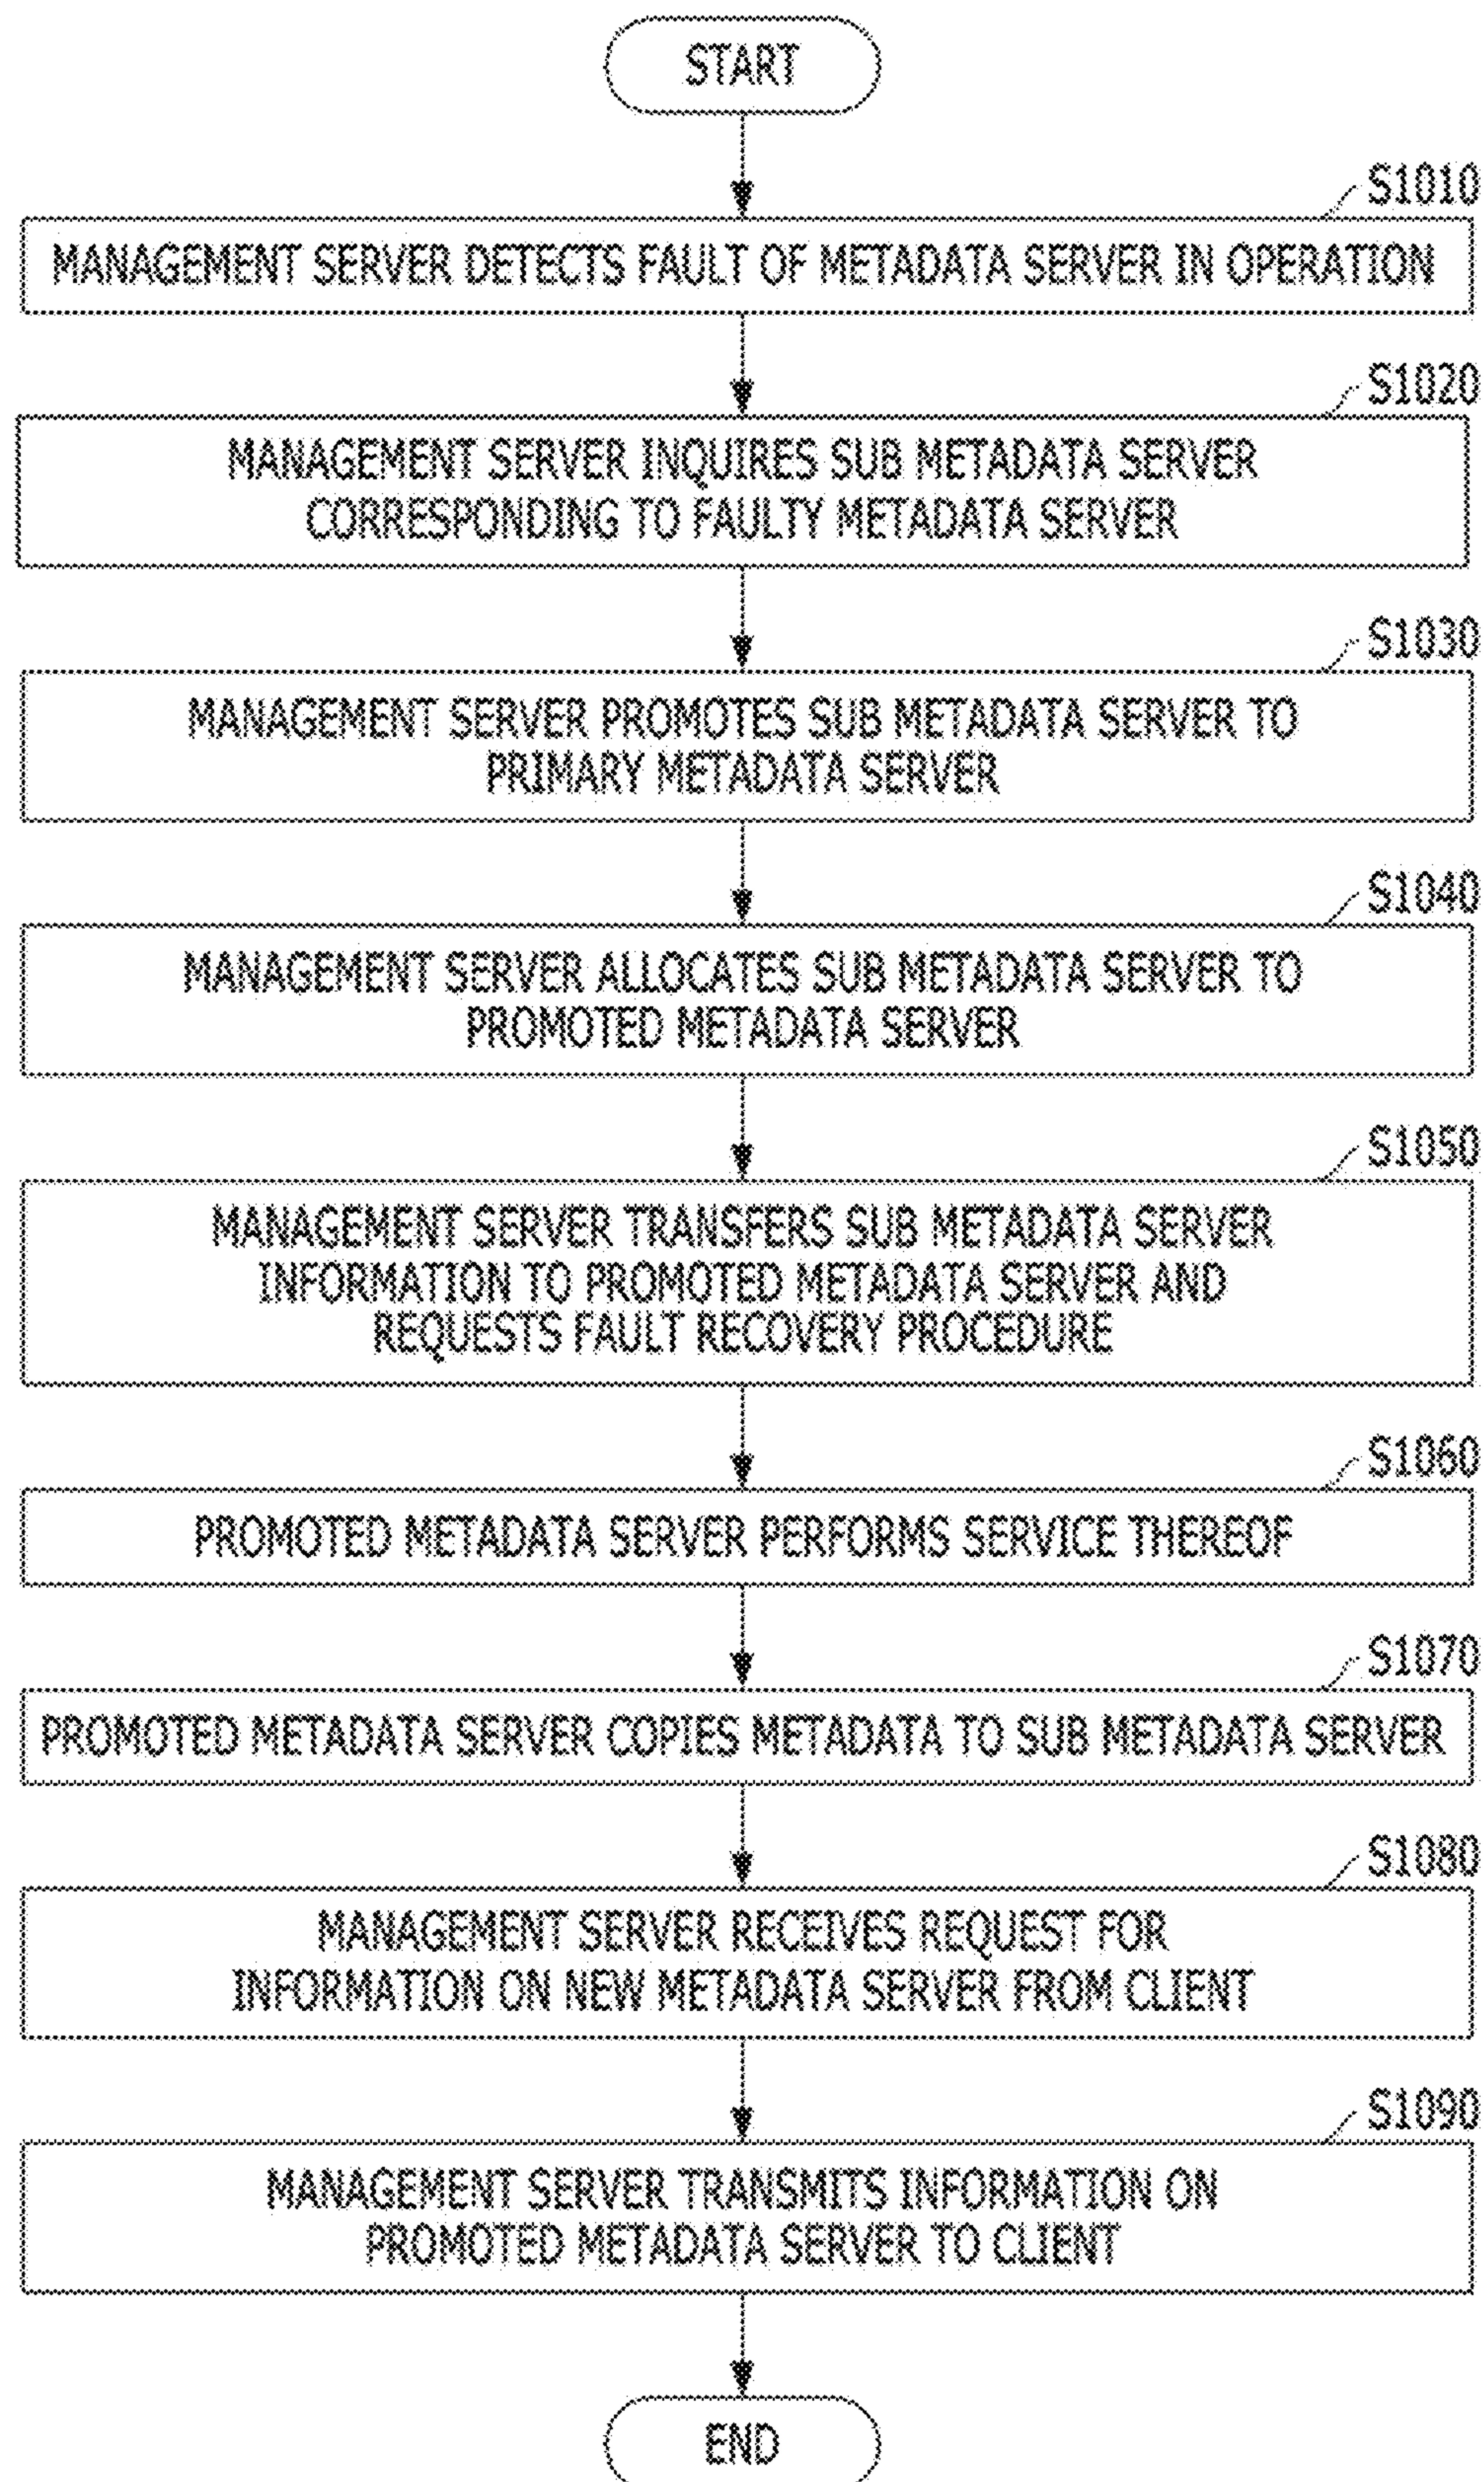 START
S1010
MANAGEMENT SERVER DETECTS FAULT OF METADATA SERVER IN OPERATION
S1020
MANAGEMENT SERVER INQUIRES SUB METADATA SERVER
CORRESPONDING TO FAULTY METADATA SERVER
S1030
MANAGEMENT SERVER PROMOTES SUB METADATA SERVER TO
PRIMARY METADATA SERVER
S1040
MANAGEMENT SERVER ALLOCATES SUB METADATA SERVER TO
PROMOTED METADATA SERVER
S1050
MANAGEMENT SERVER TRANSFERS SUB METADATA SERVER
INFORMATION TO PROMOTED METADATA SERVER AND
REQUESTS FAULT RECOVERY PROCEDURE
S1060
PROMOTED METADATA SERVER PERFORMS SERVICE THEREOF
S1070
PROMOTED METADATA SERVER COPIES METADATA TO SUB METADATA SERVER
S1080
MANAGEMENT SERVER RECEIVES REQUEST FOR
INFORMATION ON NEW METADATA SERVER FROM CLIENT
S1090
MANAGEMENT SERVER TRANSMITS INFORMATION ON
PROMOTED METADATA SERVER TO CLIENT
END